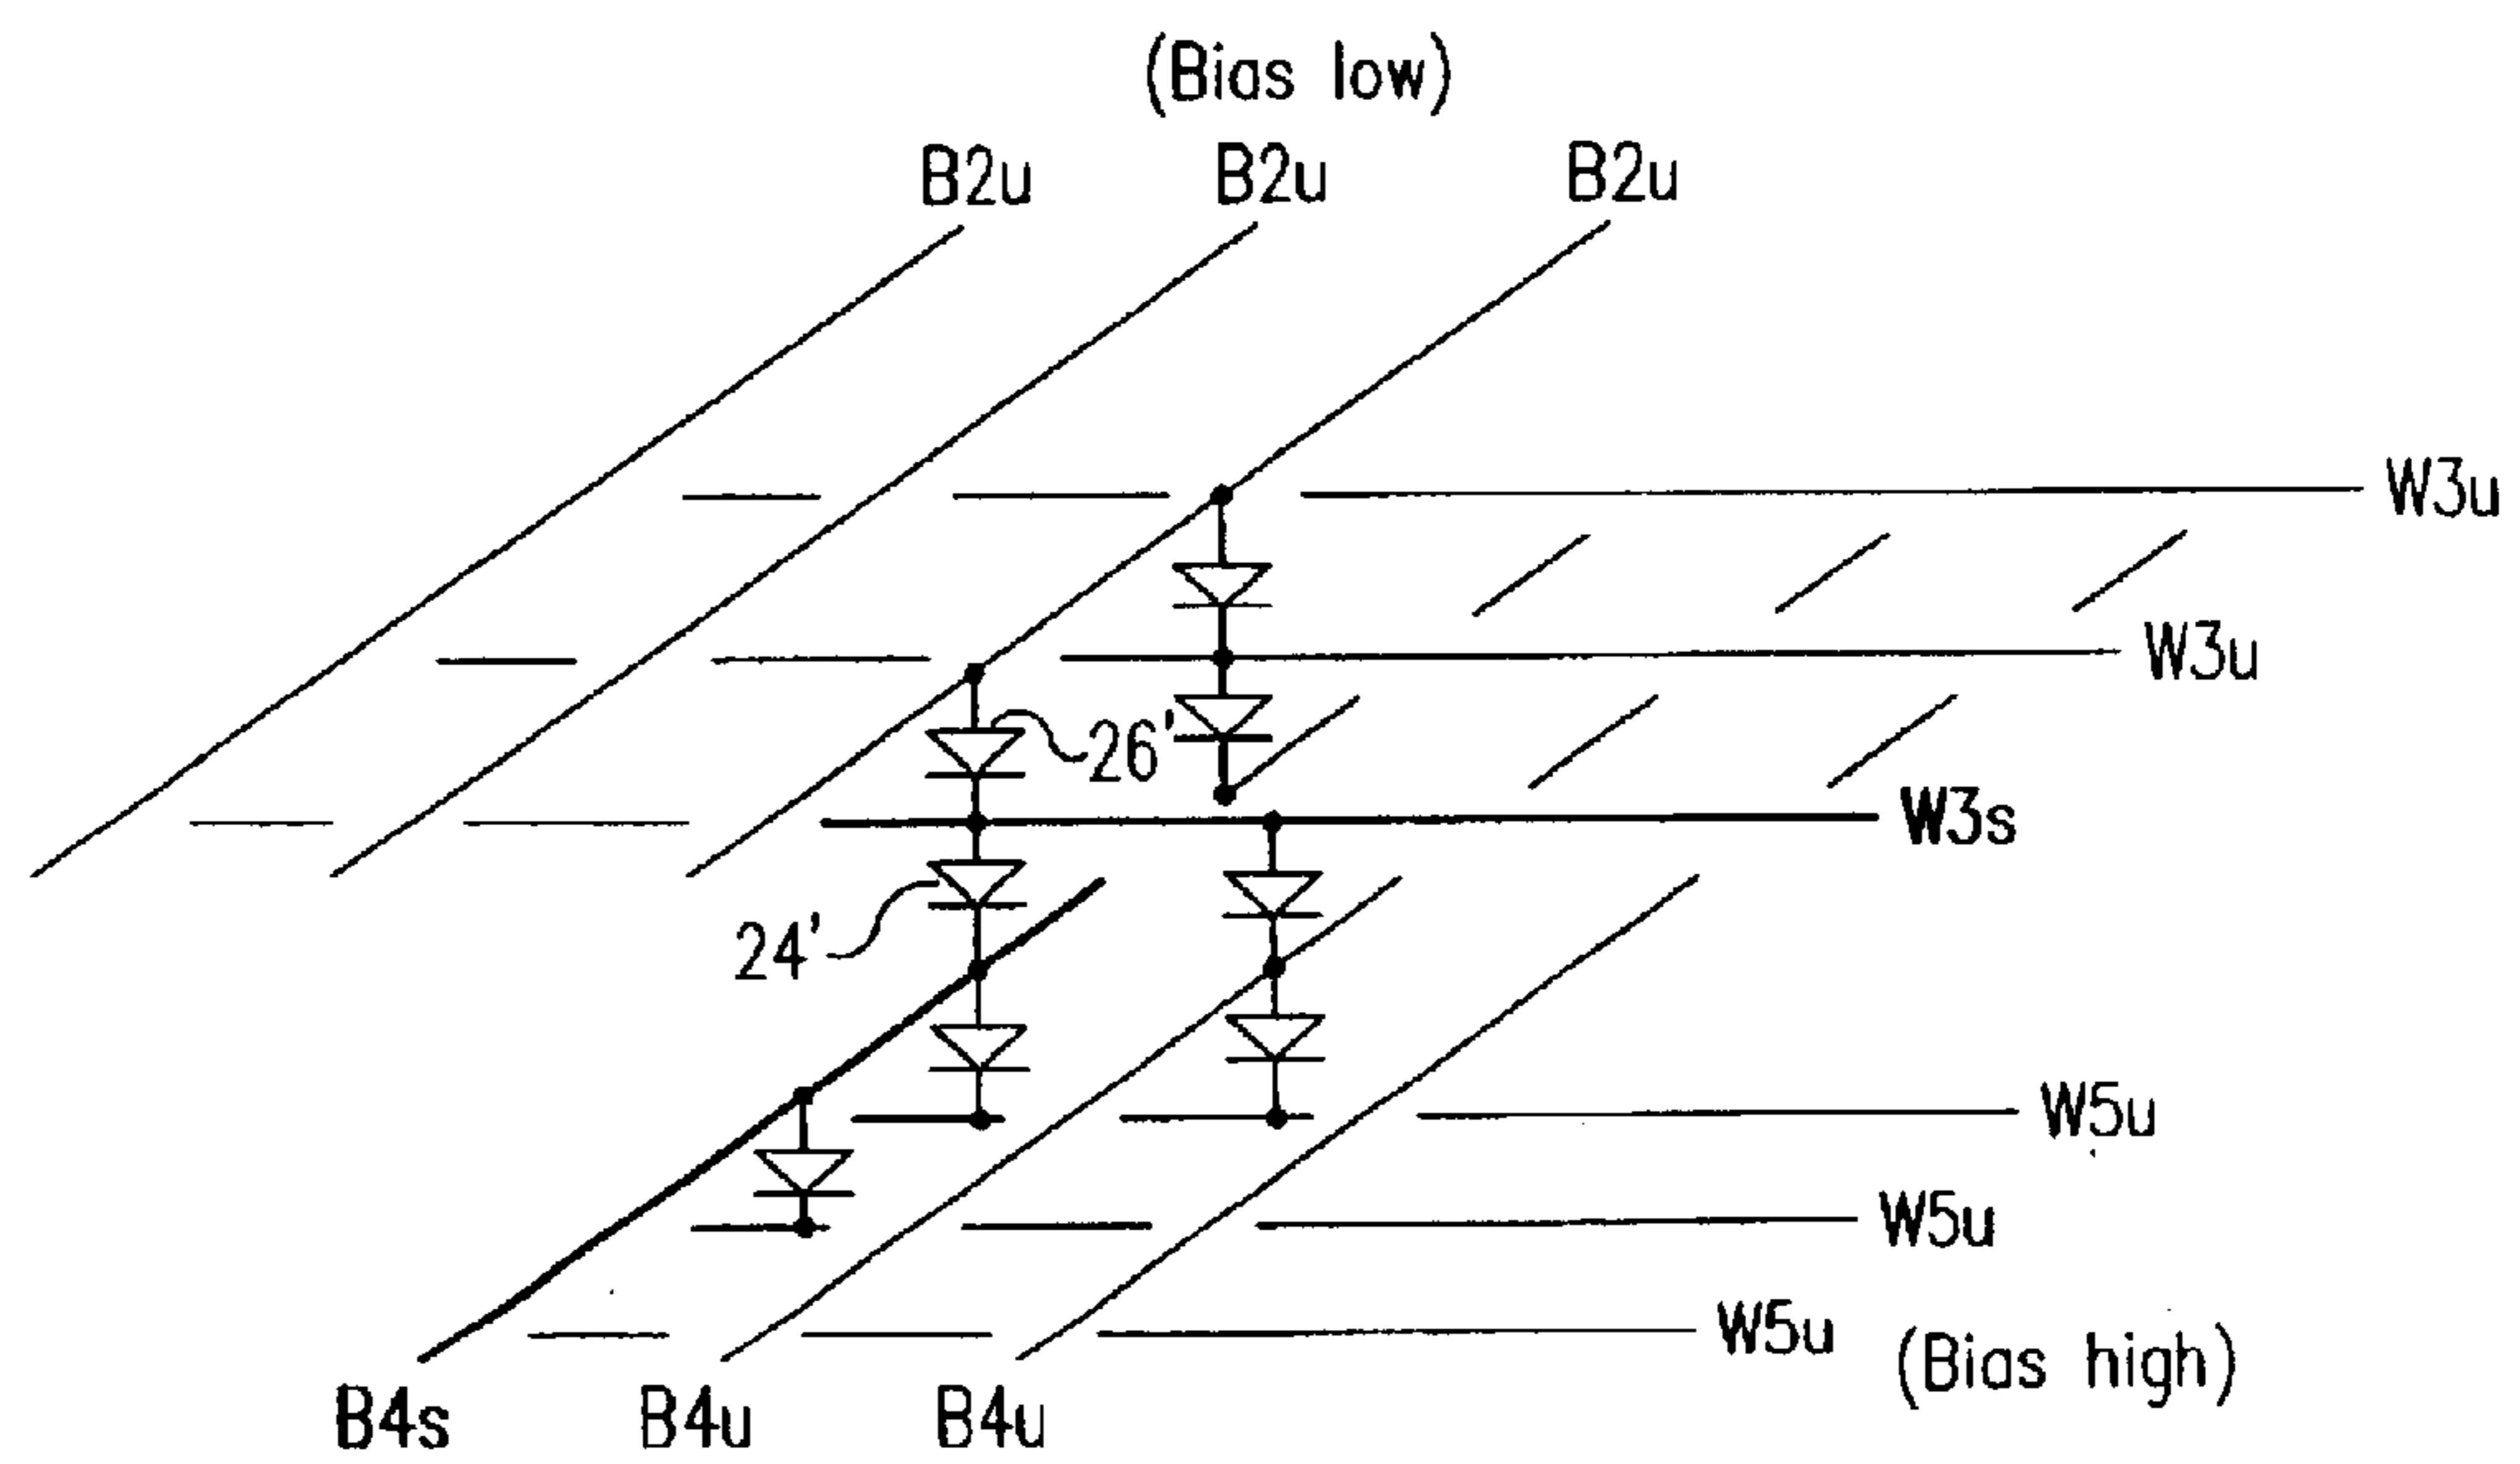 (Bias low)
B2u B2u B2u
W3u
W3u
26'
W3s
24'
W5u
W5u
W5u
(Bias high)
B4s B4u B4u